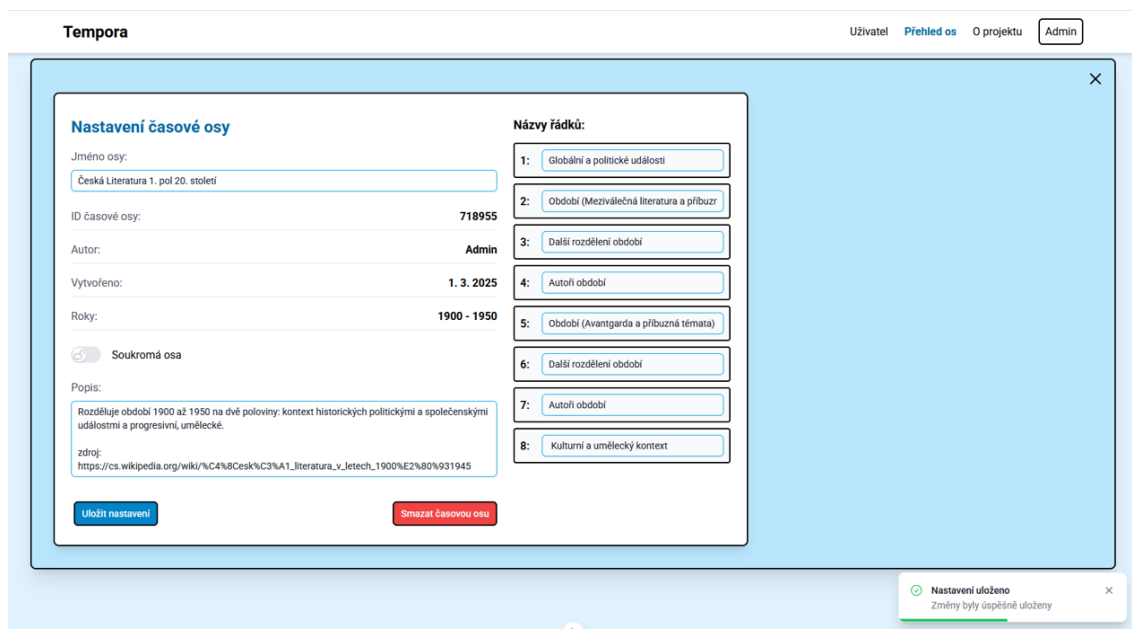 Tempora
Uživatel Přehled os O projektu Admin
Nastavení časové osy
Jméno osy:
Česká Literatura 1. pol 20. století
ID časové osy: 718955
Autor: Admin
Vytvořeno: 1. 3. 2025
Roky: 1900 - 1950
Soukromá osa
Popis:
Rozděluje období 1900 až 1950 na dvě poloviny: kontext historických politickými a společenskými
událostmi a progresivní, umělecké.
zdroj:
https://cs.wikipedia.org/wiki/%C4%8Cesk%C3%A1_literatura_v_letech_1900%E2%80%931945
Uložit nastavení
Smazat časovou osu
Názvy řádků:
1: Globální a politické události
2: Období (Meziválečná literatura a příbuzr
3: Další rozdělení období
4: Autoři období
5: Období (Avantgarda a příbuzná témata)
6: Další rozdělení období
7: Autoři období
8: Kulturní a umělecký kontext
Nastavení uloženo
Změny byly úspěšně uloženy